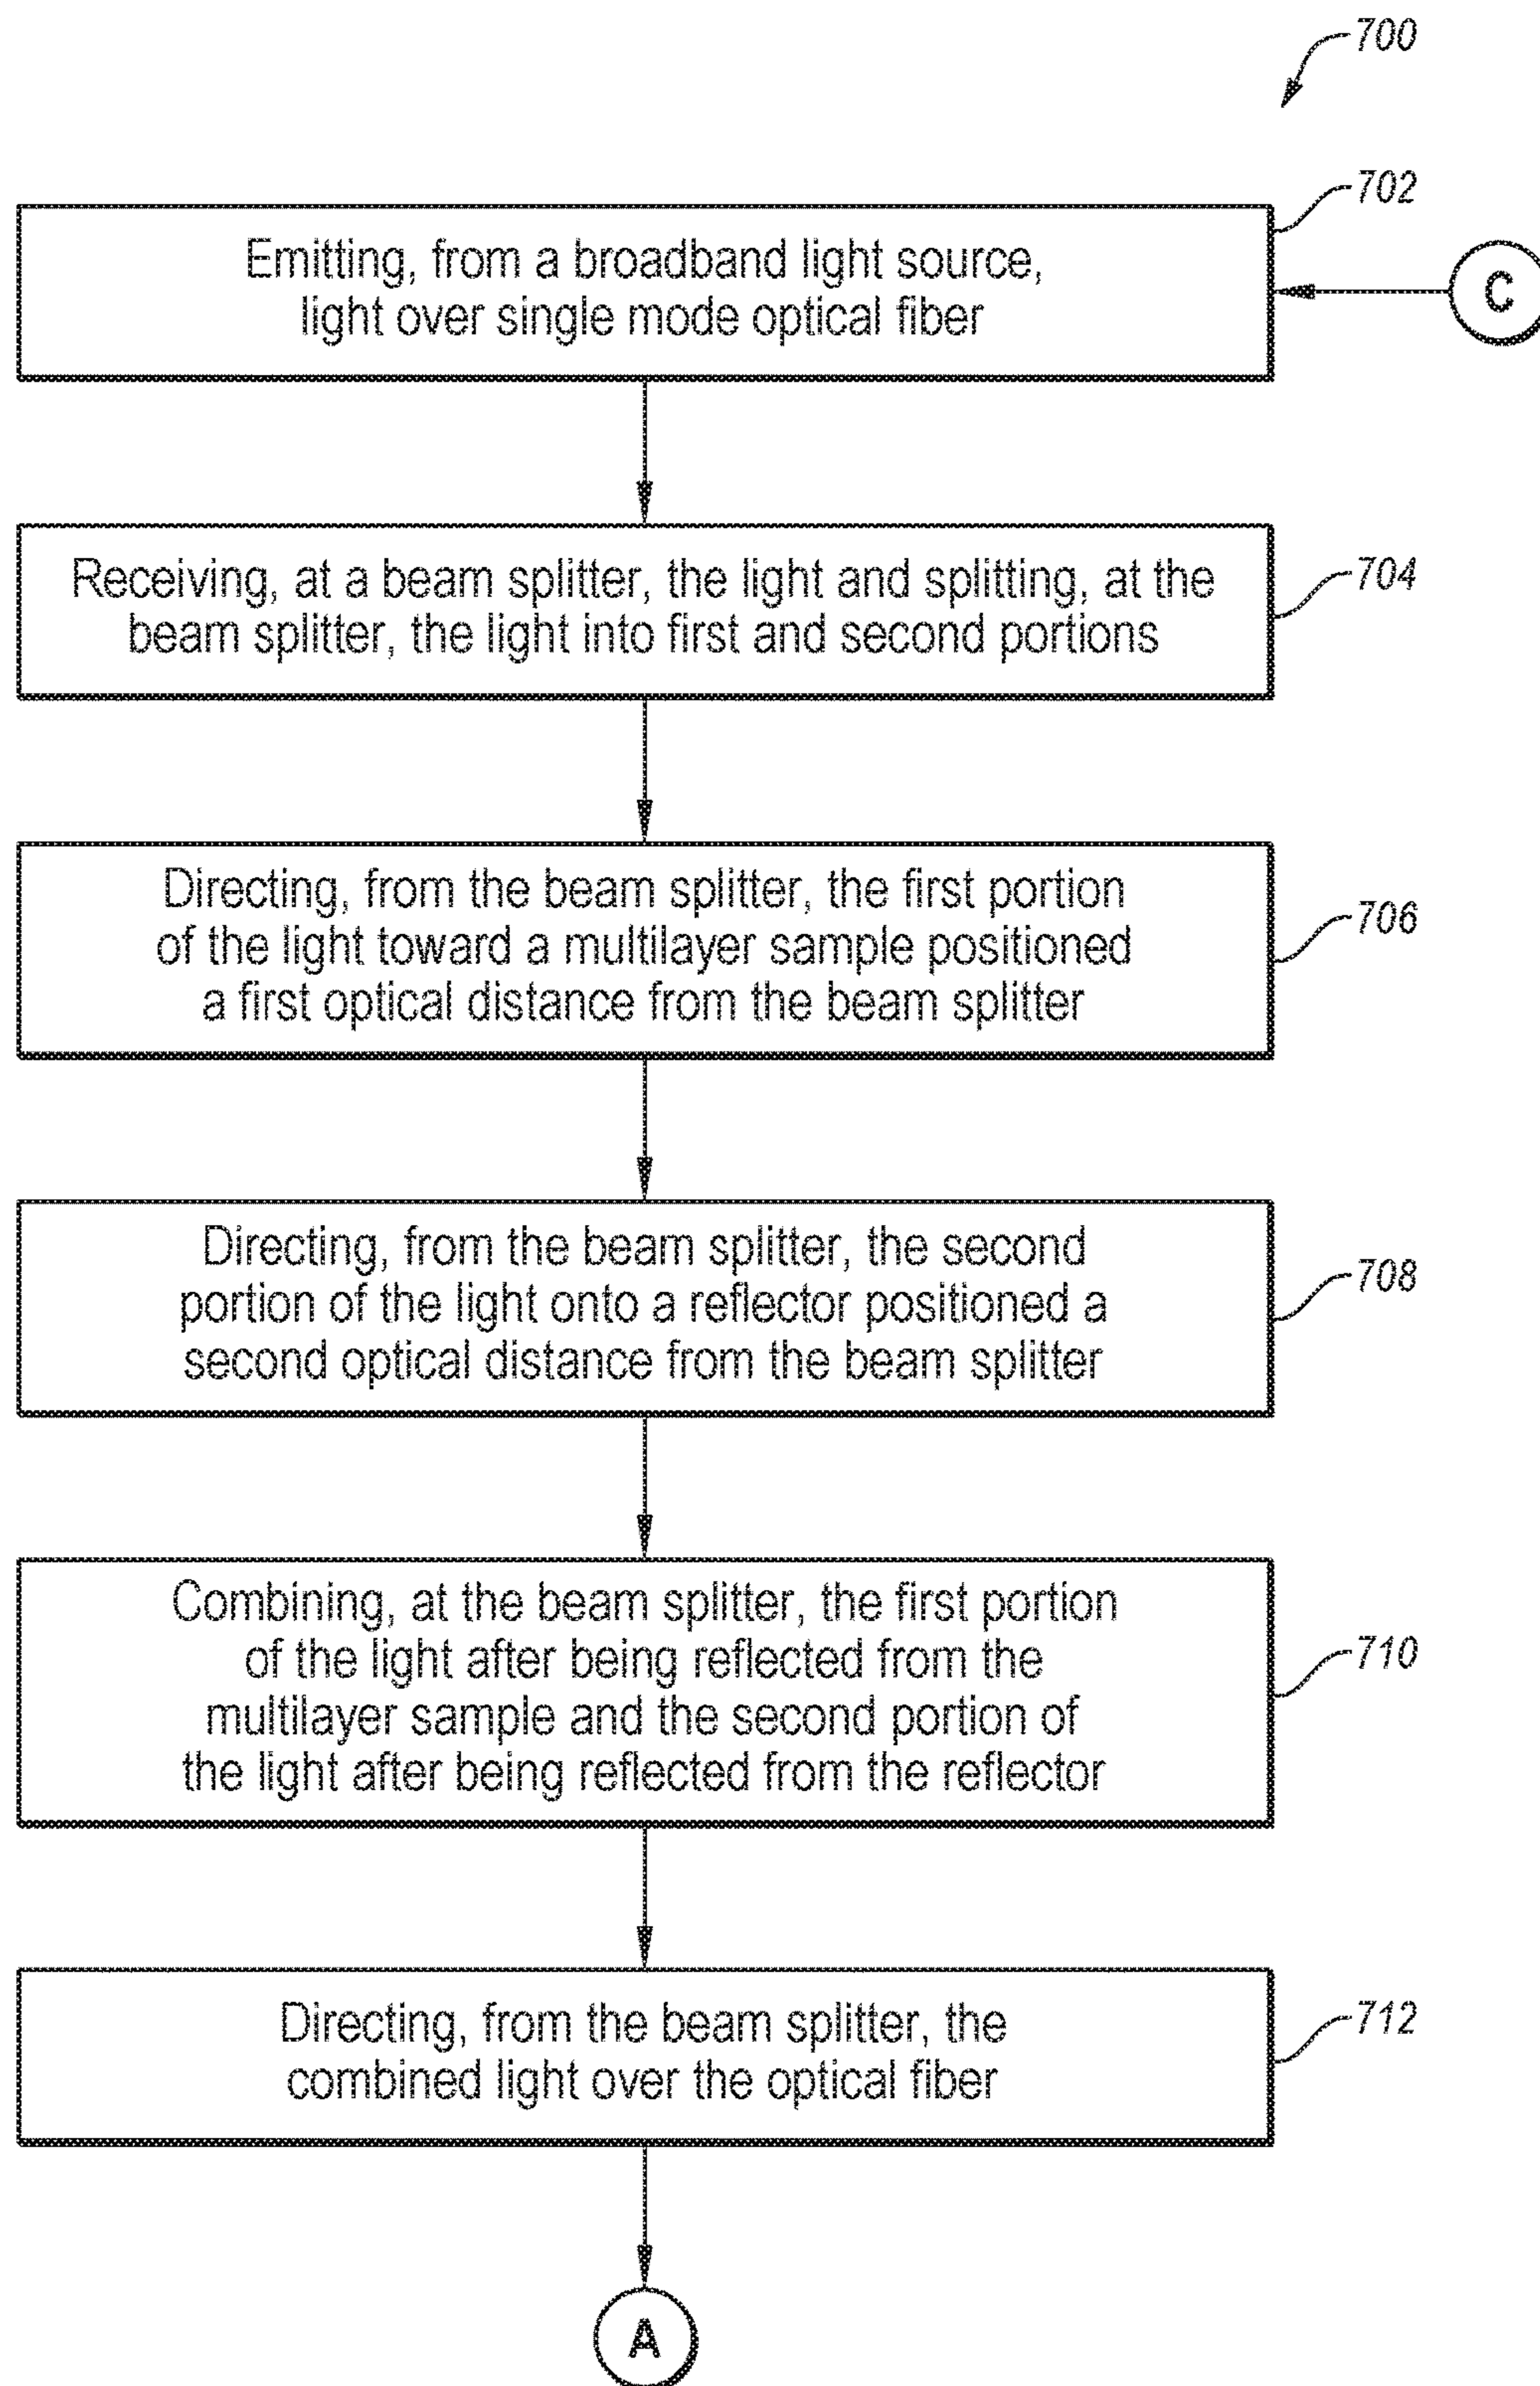 700
702
Emitting, from a broadband light source,
light over single mode optical fiber
C
704
Receiving, at a beam splitter, the light and splitting, at the
beam splitter, the light into first and second portions
706
Directing, from the beam splitter, the first portion
of the light toward a multilayer sample positioned
a first optical distance from the beam splitter
708
Directing, from the beam splitter, the second
portion of the light onto a reflector positioned a
second optical distance from the beam splitter
710
Combining, at the beam splitter, the first portion
of the light after being reflected from the
multilayer sample and the second portion of
the light after being reflected from the reflector
712
Directing, from the beam splitter, the
combined light over the optical fiber
A